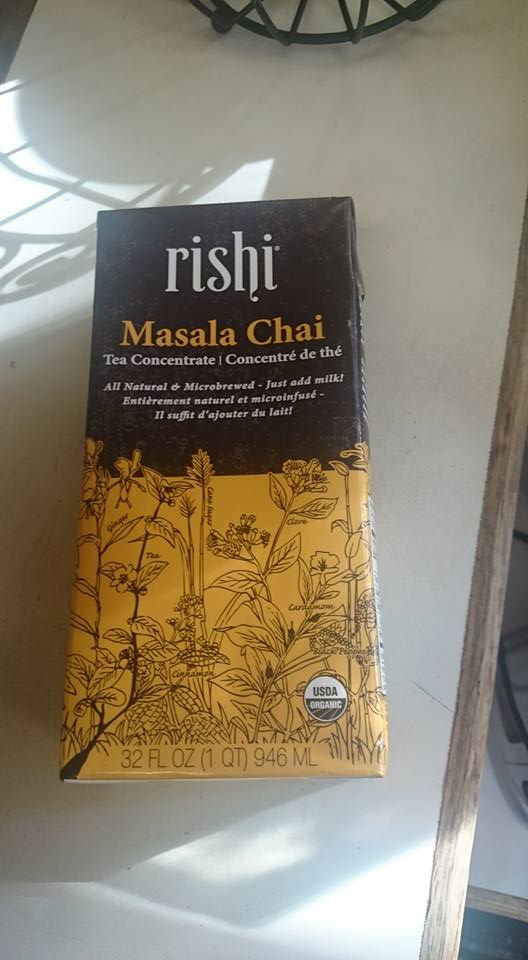 rishi
Masala Chai
Tea Concentrate | Concentré de thé
All Natural & Microbrewed - Just add milk!
Entièrement naturel et microinfusé -
Il suffit d'ajouter du lait!
Ginger
Cane Sugar
Clove
Tea
Cardamom
Black Pepper
Cinnamon
USDA
ORGANIC
32 FL OZ (1 QT) 946 ML